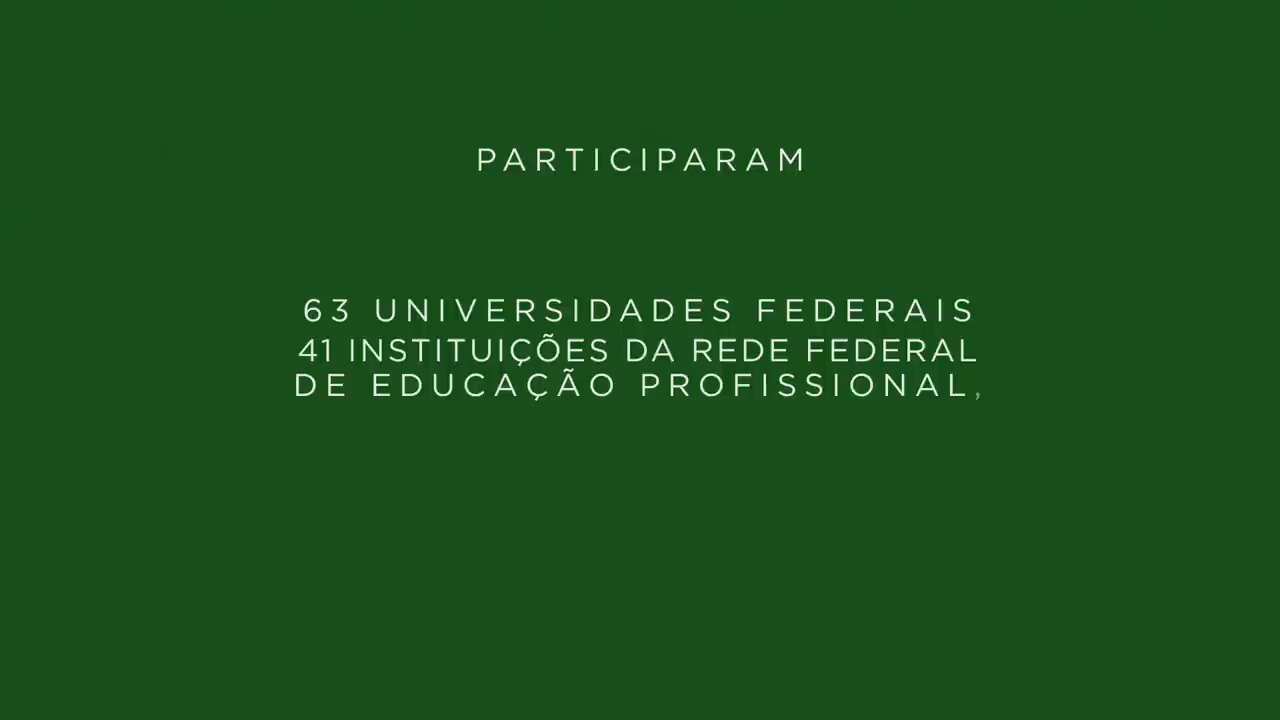 PARTICIPARAM
63 UNIVERSIDADES FEDERAIS
41 INSTITUIÇÕES DA REDE FEDERAL
DE EDUCAÇÃO PROFISSIONAL,